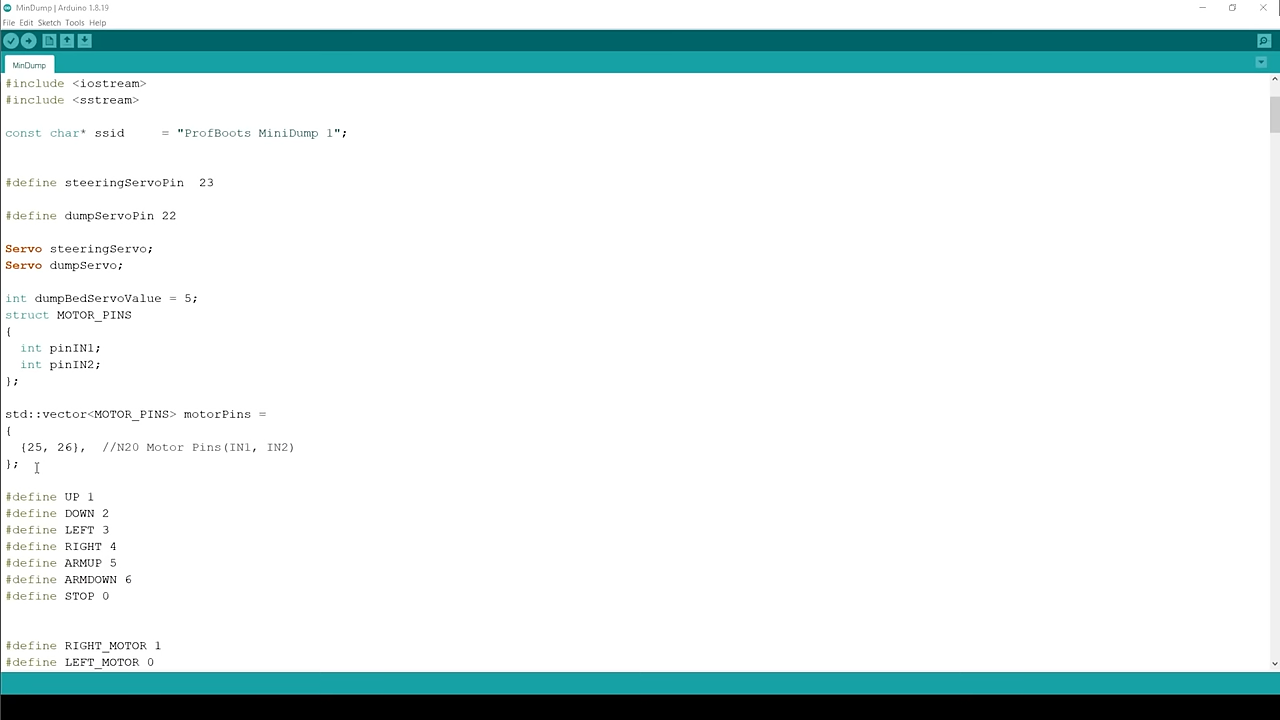 MinDump | Arduino 1.8.19
File Edit Sketch Tools Help
MinDump
#include <iostream>
#include <sstream>
const char* ssid     = "ProfBoots MiniDump 1";
#define steeringServoPin  23
#define dumpServoPin 22
Servo steeringServo;
Servo dumpServo;
int dumpBedServoValue = 5;
struct MOTOR_PINS
{
  int pinIN1;
  int pinIN2;
};
std::vector<MOTOR_PINS> motorPins =
{
  {25, 26},  //N20 Motor Pins(IN1, IN2)
};
#define UP 1
#define DOWN 2
#define LEFT 3
#define RIGHT 4
#define ARMUP 5
#define ARMDOWN 6
#define STOP 0
#define RIGHT_MOTOR 1
#define LEFT_MOTOR 0